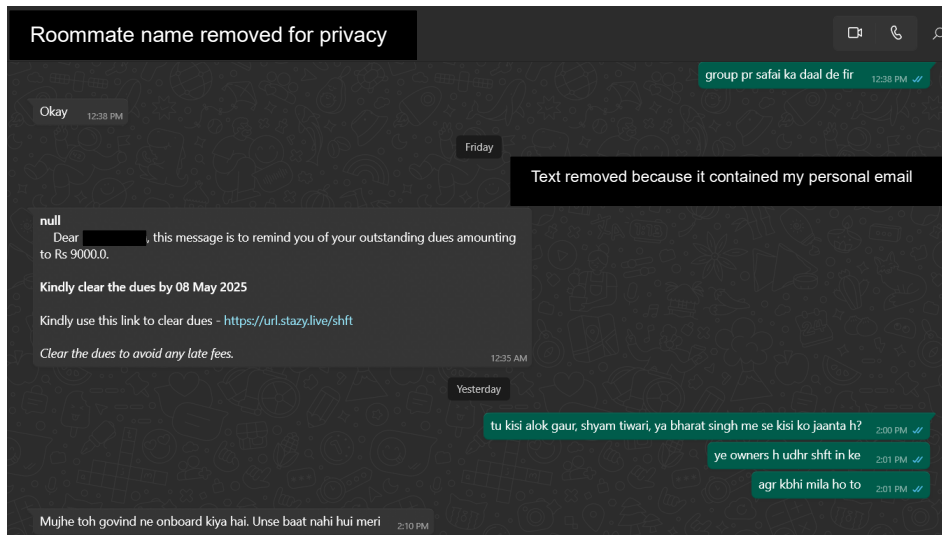 Roommate name removed for privacy
group pr safai ka daal de fir 12:38 PM
Okay 12:38 PM
Friday
Text removed because it contained my personal email
null
Dear , this message is to remind you of your outstanding dues amounting
to Rs 9000.0.
Kindly clear the dues by 08 May 2025
Kindly use this link to clear dues - https://url.stazy.live/shft
Clear the dues to avoid any late fees. 12:35 AM
Yesterday
tu kisi alok gaur, shyam tiwari, ya bharat singh me se kisi ko jaanta h? 2:00 PM
ye owners h udhr shft in ke 2:01 PM
agr kbhi mila ho to 2:01 PM
Mujhe toh govind ne onboard kiya hai. Unse baat nahi hui meri 2:10 PM